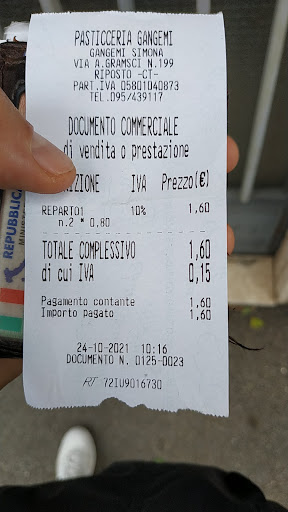 PASTICCERIA GANGEMI
GANGEMI SIMONA
VIA A.GRAMSCI N.199
RIPOSTO -CT-
PART.IVA 05801040873
TEL.095/439117
DOCUMENTO COMMERCIALE
di vendita o prestazione
IZIONE IVA Prezzo(€)
REPARTO1 10% 1,60
n.2 * 0,80
TOTALE COMPLESSIVO 1,60
di cui IVA 0,15
Pagamento contante 1,60
Importo pagato 1,60
24-10-2021 10:16
DOCUMENTO N. 0125-0023
RT 72IU9016730
REPUBBLICA